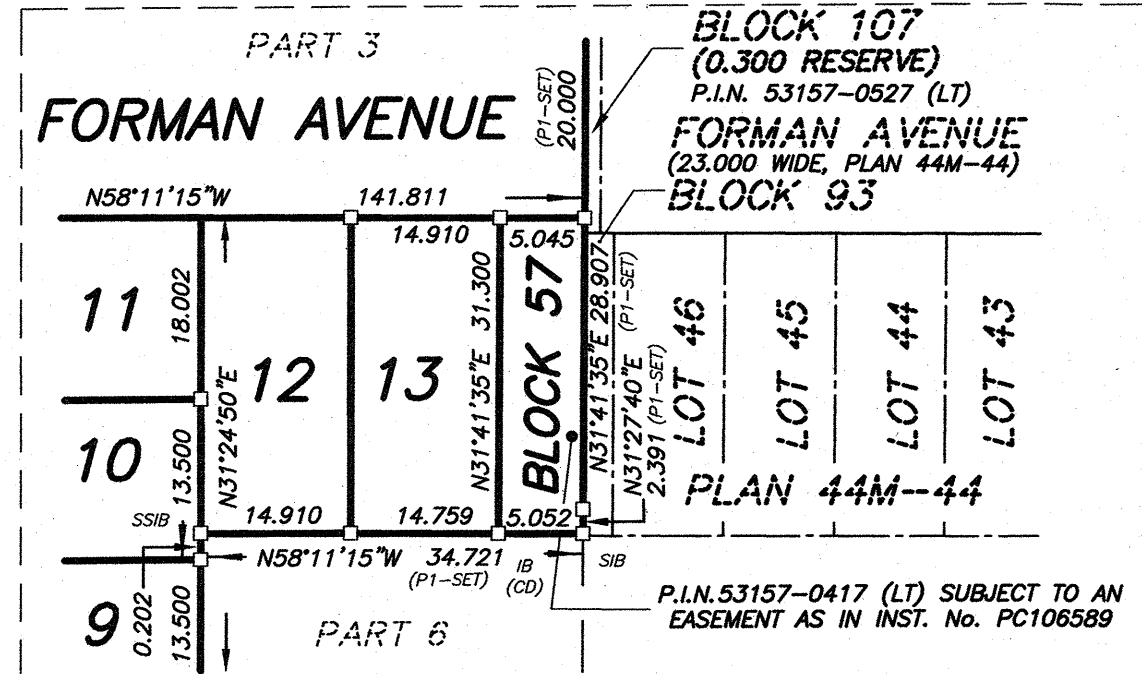 PART 3
BLOCK 107
(0.300 RESERVE)
P.I.N. 53157-0527 (LT)
FORMAN AVENUE
(P1-SET)
20.000
FORMAN AVENUE
(23.000 WIDE, PLAN 44M-44)
BLOCK 93
N58°11'15"W
141.811
14.910
5.045
11
18.002
N31°24'50"E
12
13
N31°41'35"E 31.300
BLOCK 57
N31°41'35"E 28.907
(P1-SET)
N31°27'40"E
2.391 (P1-SET)
LOT 46
LOT 45
LOT 44
LOT 43
10
13.500
PLAN 44M-44
SSIB
14.910
14.759
5.052
N58°11'15"W
34.721
(P1-SET)
IB
(CD)
SIB
9
0.202
13.500
PART 6
P.I.N.53157-0417 (LT) SUBJECT TO AN
EASEMENT AS IN INST. No. PC106589